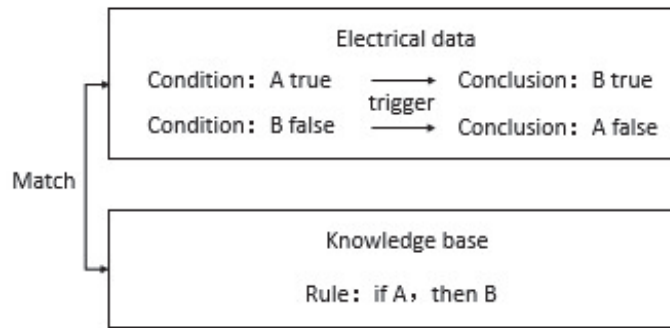 Electrical data
Condition: A true Conclusion: B true
trigger
Condition: B false Conclusion: A false
Match
Knowledge base
Rule: if A，then B